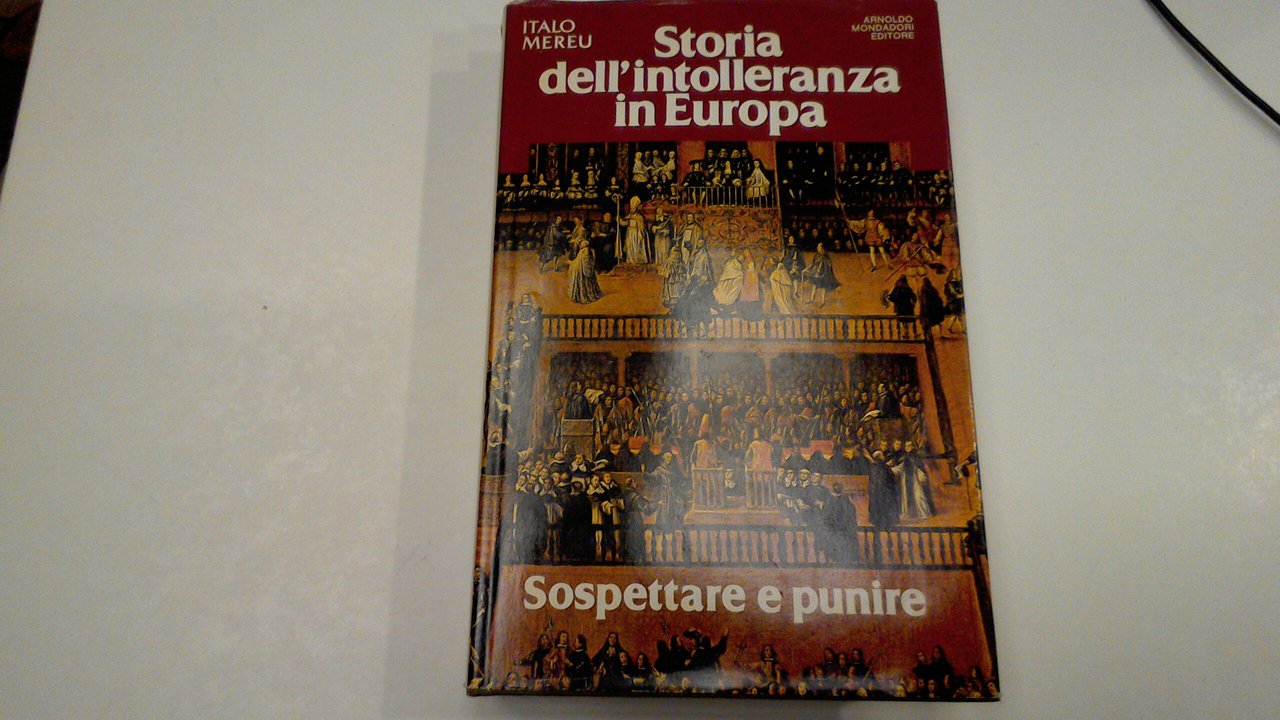 ITALO
MEREU
ARNOLDO
MONDADORI
EDITORE
Storia
dell'intolleranza
in Europa
Sospettare e punire